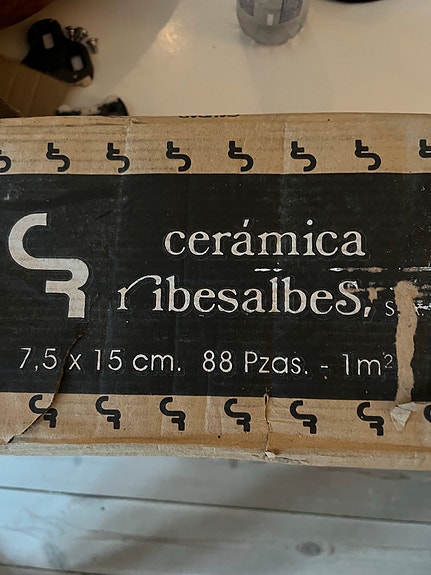 cerámica
ribesalbes, S.
7,5 x 15 cm. 88 Pzas. - 1m²